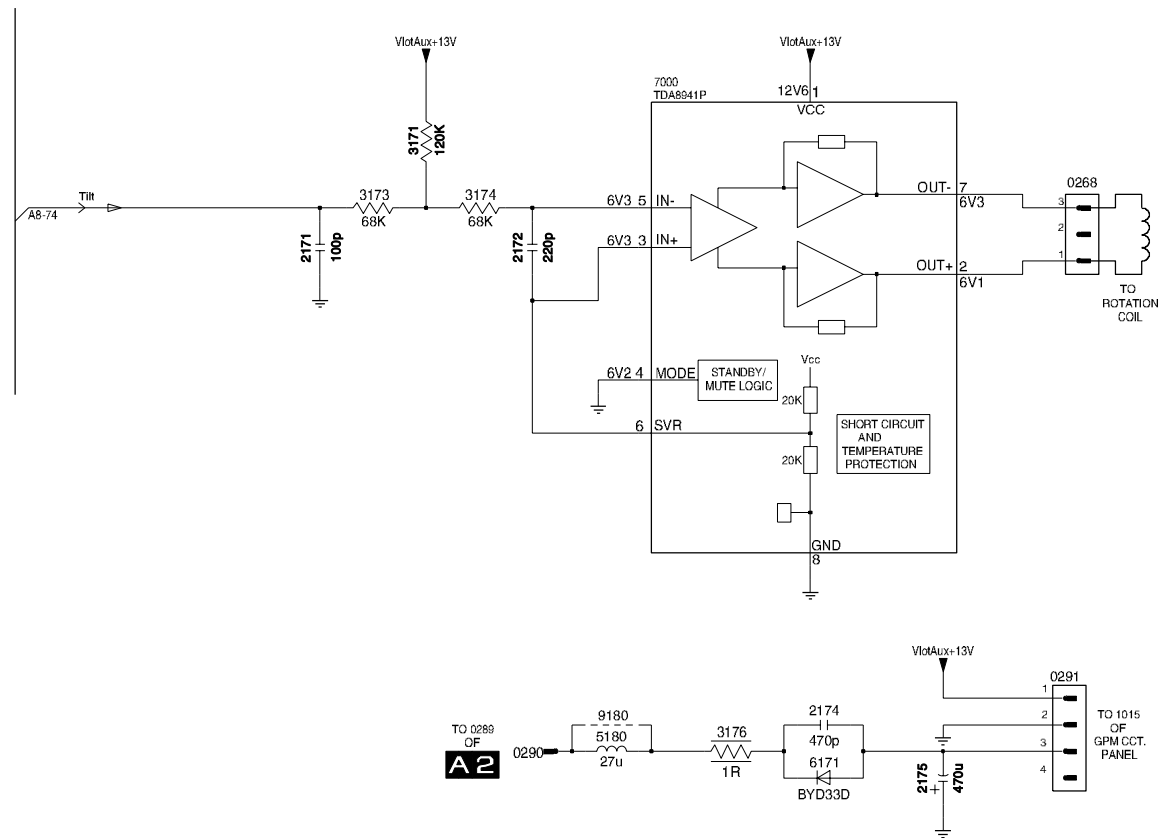 VlotAux+13V
VlotAux+13V
7000
TDA8941P
12V6 1
VCC
3171
120K
Tilt
A8-74
3173
68K
3174
68K
2171
100p
2172
220p
6V3 5 IN-
6V3 3 IN+
OUT- 7
6V3
OUT+ 2
6V1
0268
3
2
1
TO
ROTATION
COIL
6V2 4 MODE
STANDBY/
MUTE LOGIC
Vcc
20K
6 SVR
20K
SHORT CIRCUIT
AND
TEMPERATURE
PROTECTION
GND
8
VlotAux+13V
0291
1
2
3
4
TO 1015
OF
GPM CCT.
PANEL
TO 0289
OF
A2
0290
9180
5180
27u
3176
1R
2174
470p
6171
BYD33D
2175
470u
+